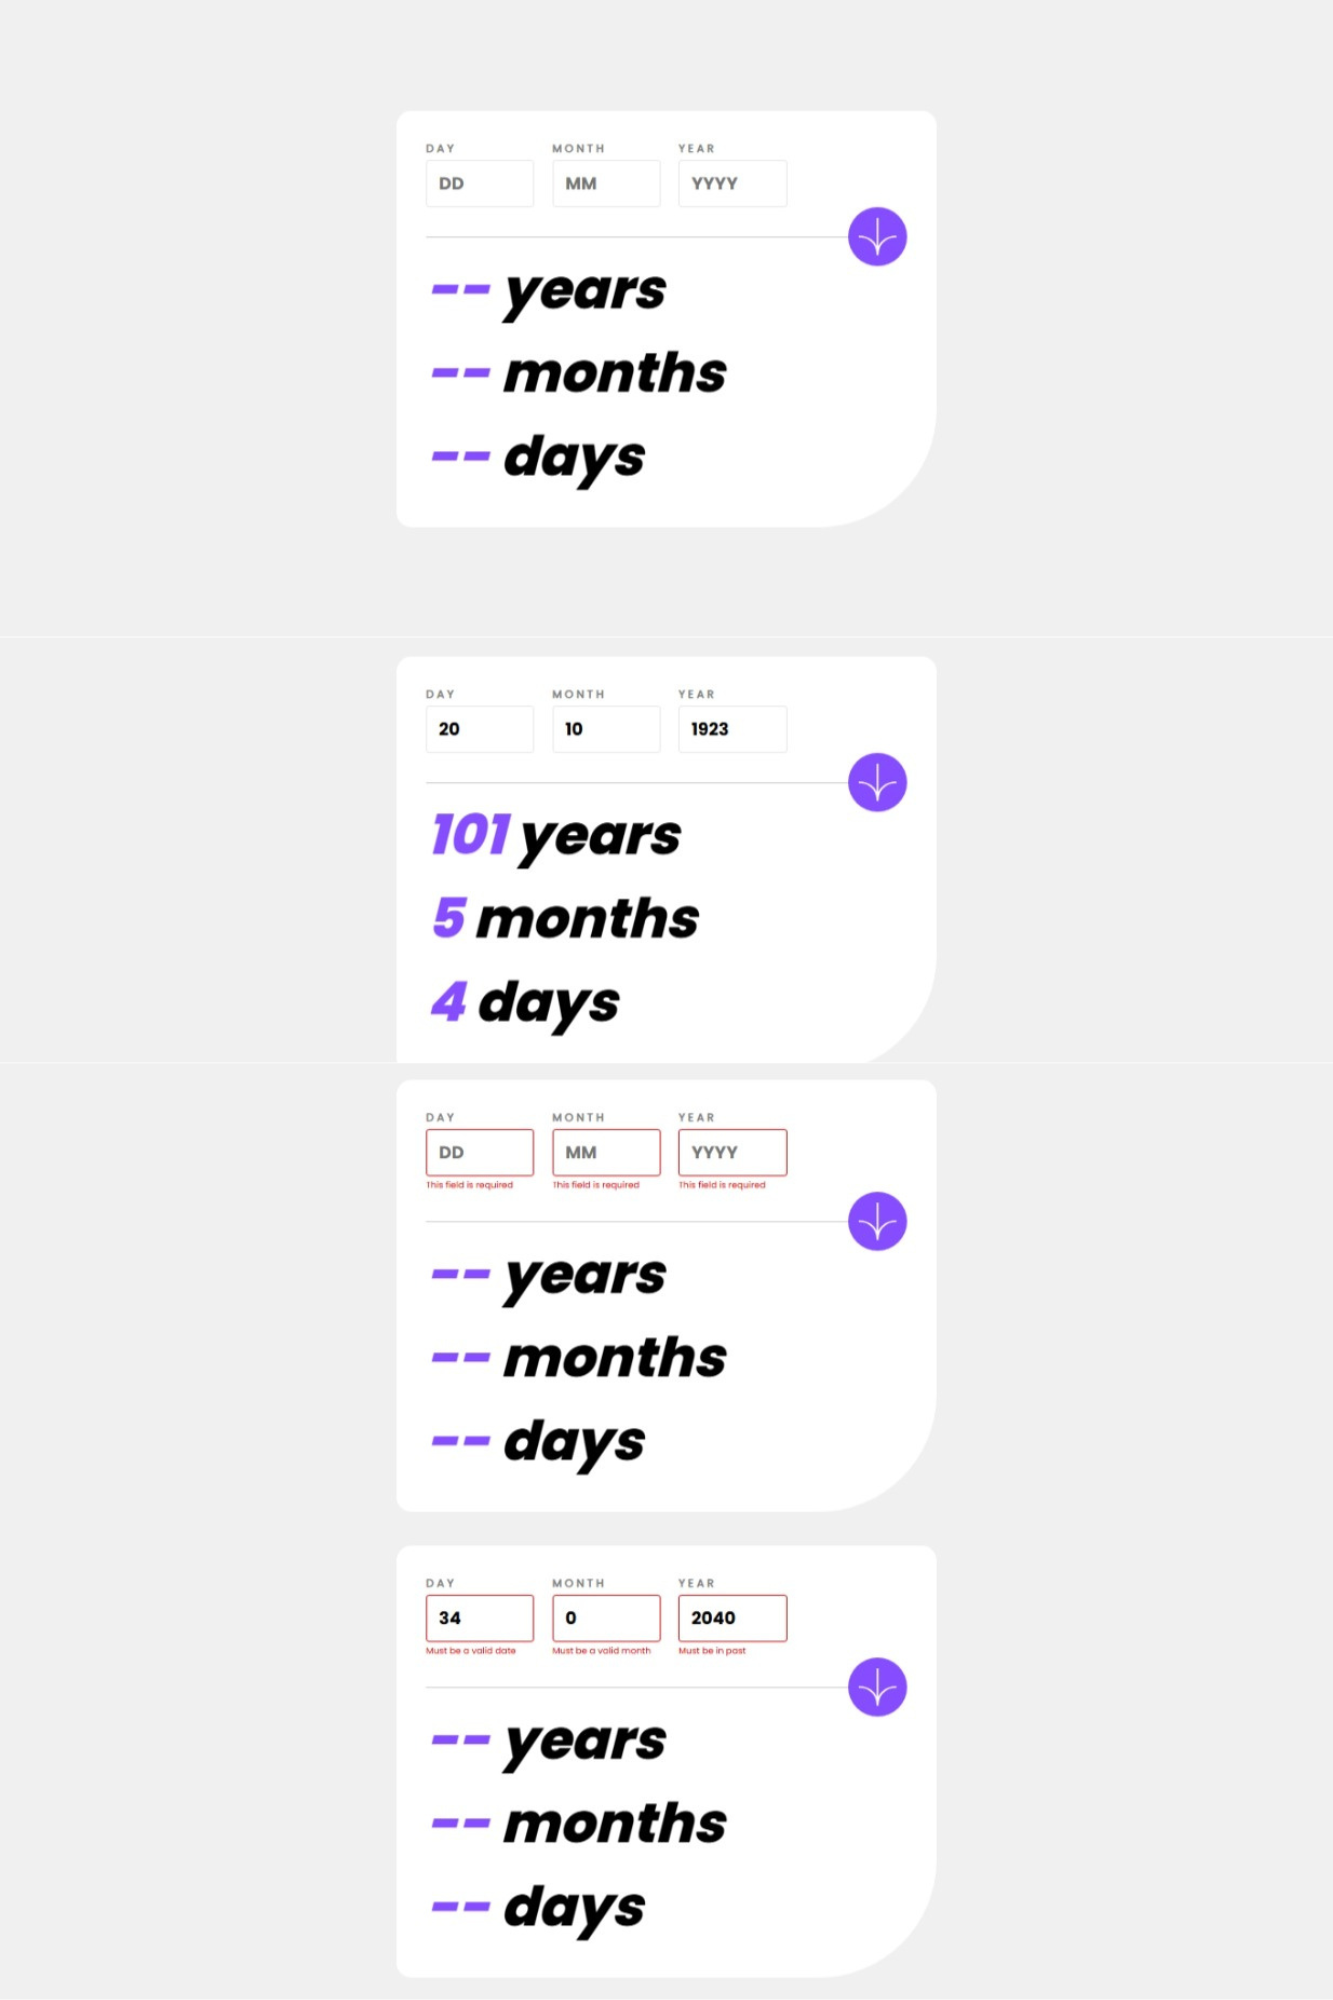 DAY MONTH YEAR
DD MM YYYY
-- years
-- months
-- days
DAY MONTH YEAR
20 10 1923
101 years
5 months
4 days
DAY MONTH YEAR
DD MM YYYY
This field is required This field is required This field is required
-- years
-- months
-- days
DAY MONTH YEAR
34 0 2040
Must be a valid date Must be a valid month Must be in past
-- years
-- months
-- days